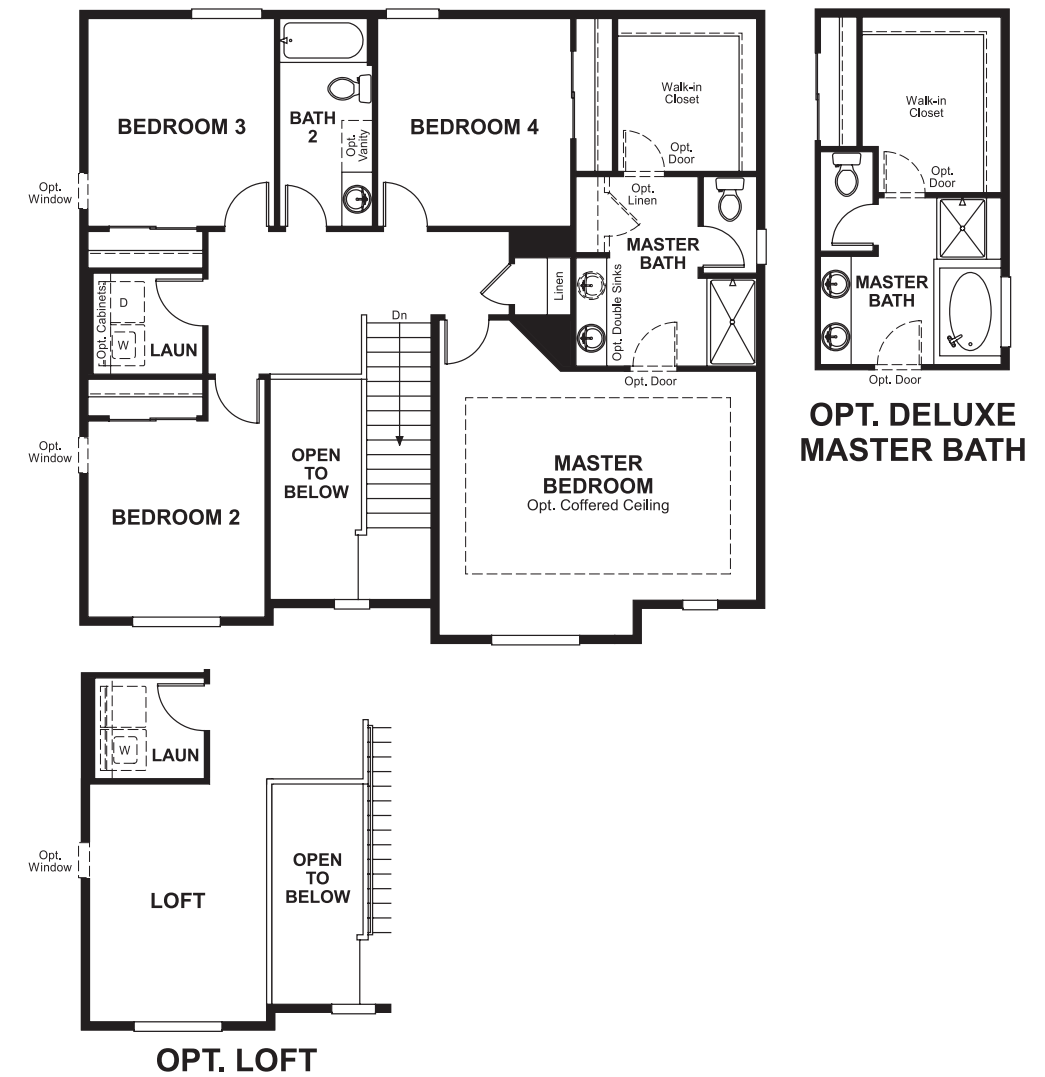 BEDROOM 3
BATH
2
Opt.
Vanity
BEDROOM 4
Walk-in
Closet
Opt.
Door
Opt.
Window
Opt.
Linen
MASTER
BATH
Opt. Double Sinks
Linen
Opt. Door
Opt. Cabinets
D
W
LAUN
Dn
Opt.
Window
OPEN
TO
BELOW
BEDROOM 2
MASTER
BEDROOM
Opt. Coffered Ceiling
Walk-in
Closet
Opt.
Door
MASTER
BATH
Opt. Door
OPT. DELUXE
MASTER BATH
W
LAUN
Opt.
Window
LOFT
OPEN
TO
BELOW
OPT. LOFT